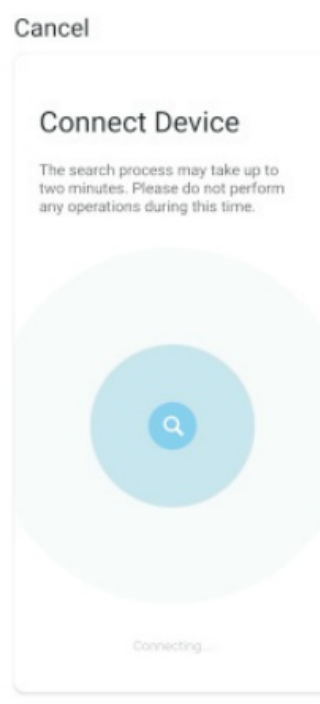 Cancel
Connect Device
The search process may take up to
two minutes. Please do not perform
any operations during this time.
Connecting...